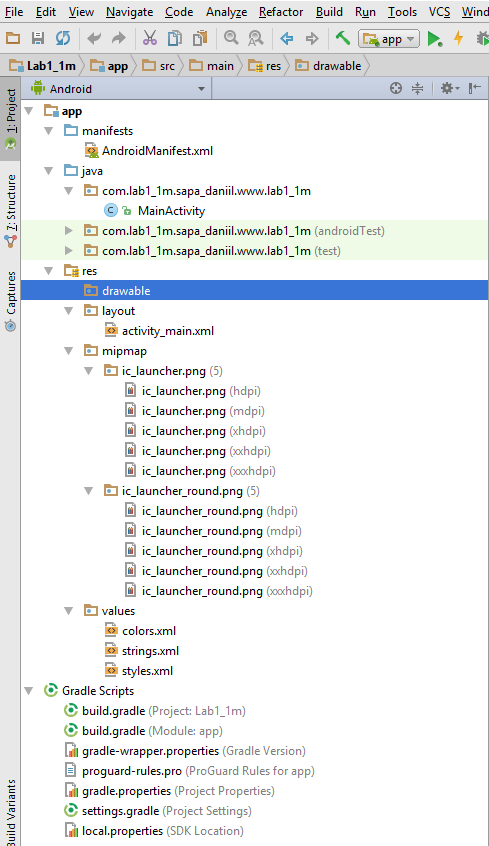 File Edit View Navigate Code Analyze Refactor Build Run Tools VCS Wind
app
Lab1_1m app src main res drawable
1: Project
Android
app
manifests
AndroidManifest.xml
java
com.lab1_1m.sapa_daniil.www.lab1_1m
MainActivity
com.lab1_1m.sapa_daniil.www.lab1_1m (androidTest)
com.lab1_1m.sapa_daniil.www.lab1_1m (test)
Z: Structure
res
drawable
Captures
layout
activity_main.xml
mipmap
ic_launcher.png (5)
ic_launcher.png (hdpi)
ic_launcher.png (mdpi)
ic_launcher.png (xhdpi)
ic_launcher.png (xxhdpi)
ic_launcher.png (xxxhdpi)
ic_launcher_round.png (5)
ic_launcher_round.png (hdpi)
ic_launcher_round.png (mdpi)
ic_launcher_round.png (xhdpi)
ic_launcher_round.png (xxhdpi)
ic_launcher_round.png (xxxhdpi)
values
colors.xml
strings.xml
styles.xml
Gradle Scripts
build.gradle (Project: Lab1_1m)
build.gradle (Module: app)
gradle-wrapper.properties (Gradle Version)
proguard-rules.pro (ProGuard Rules for app)
gradle.properties (Project Properties)
settings.gradle (Project Settings)
local.properties (SDK Location)
Build Variants